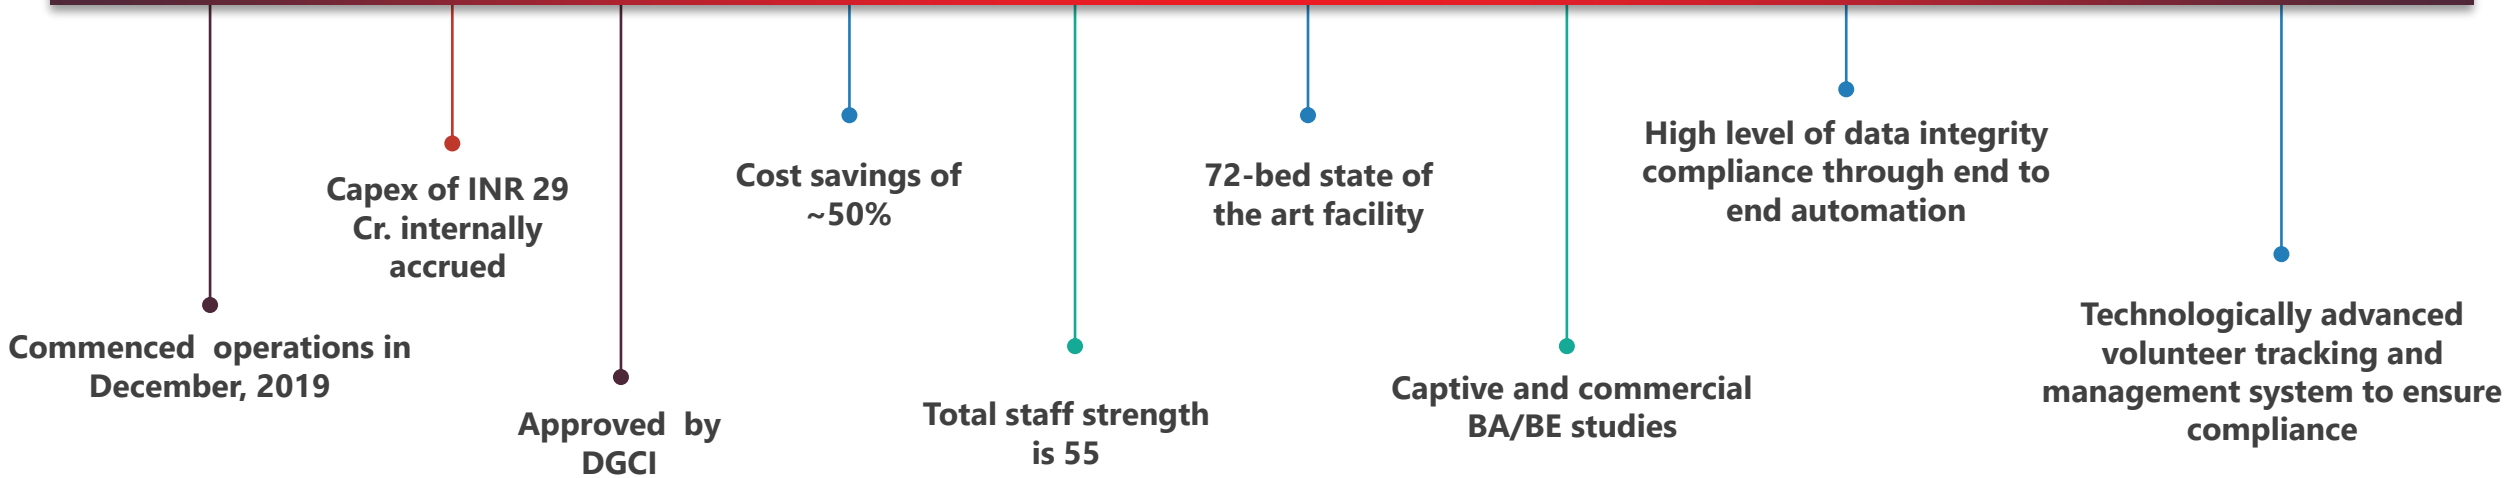 Commenced operations in
December, 2019
Capex of INR 29
Cr. internally
accrued
Approved by
DGCI
Cost savings of
~50%
Total staff strength
is 55
72-bed state of
the art facility
Captive and commercial
BA/BE studies
High level of data integrity
compliance through end to
end automation
Technologically advanced
volunteer tracking and
management system to ensure
compliance